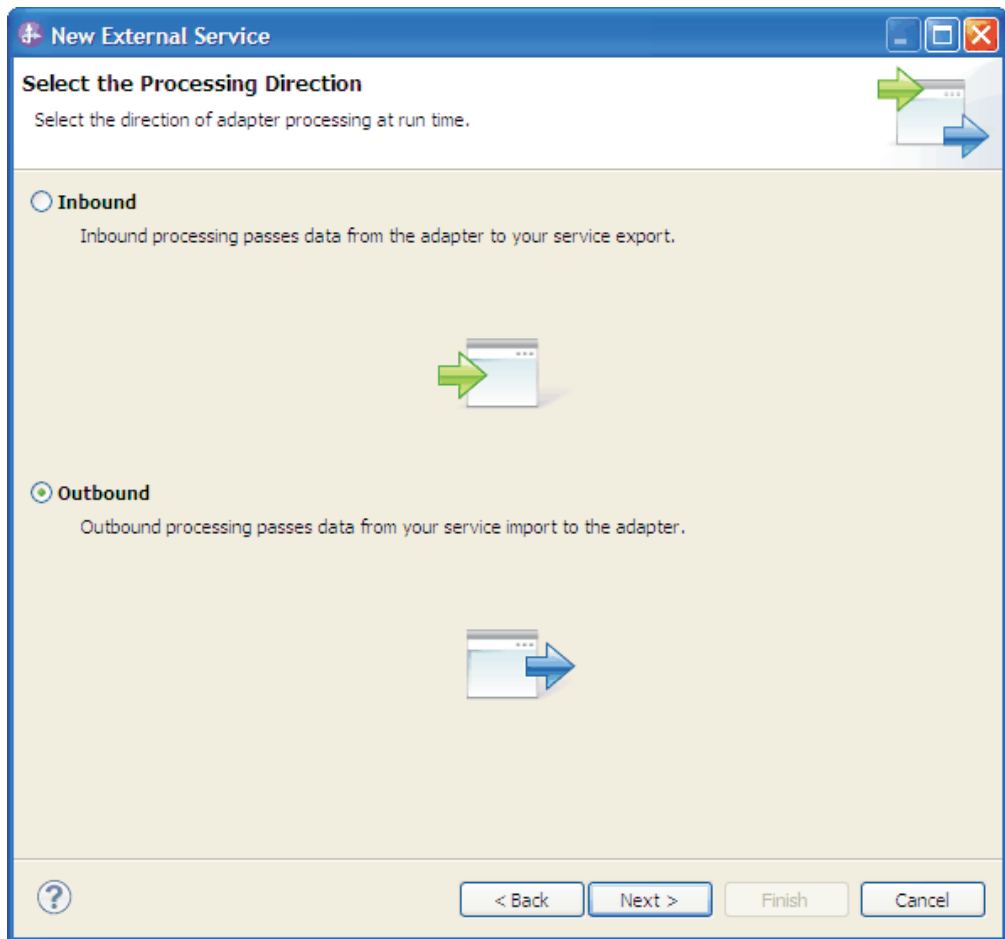 New External Service
Select the Processing Direction
Select the direction of adapter processing at run time.
Inbound
Inbound processing passes data from the adapter to your service export.
Outbound
Outbound processing passes data from your service import to the adapter.
?
< Back Next > Finish Cancel